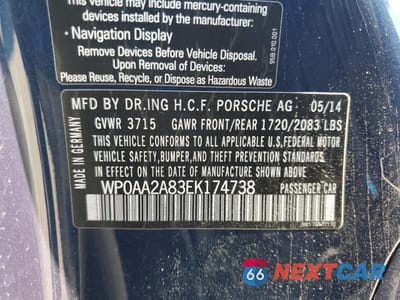 This vehicle may include mercury-containing
devices installed by the manufacturer:
• Navigation Display
Remove Devices Before Vehicle Disposal.
Upon Removal of Devices Please
Reuse, Recycle, or Dispose as Hazardous Waste
95B.010.001
MFD BY DR.ING H.C.F. PORSCHE AG 05/14
GVWR 3715 GAWR FRONT/REAR 1720/2083 LBS
THIS VEHICLE CONFORMS TO ALL APPLICABLE U.S. FEDERAL MOTOR
VEHICLE SAFETY, BUMPER, AND THEFT PREVENTION STANDARDS
IN EFFECT ON THE DATE OF MANUFACTURE SHOWN ABOVE.
WP0AA2A83EK174738 PASSENGER CAR
66 NEXTCAR